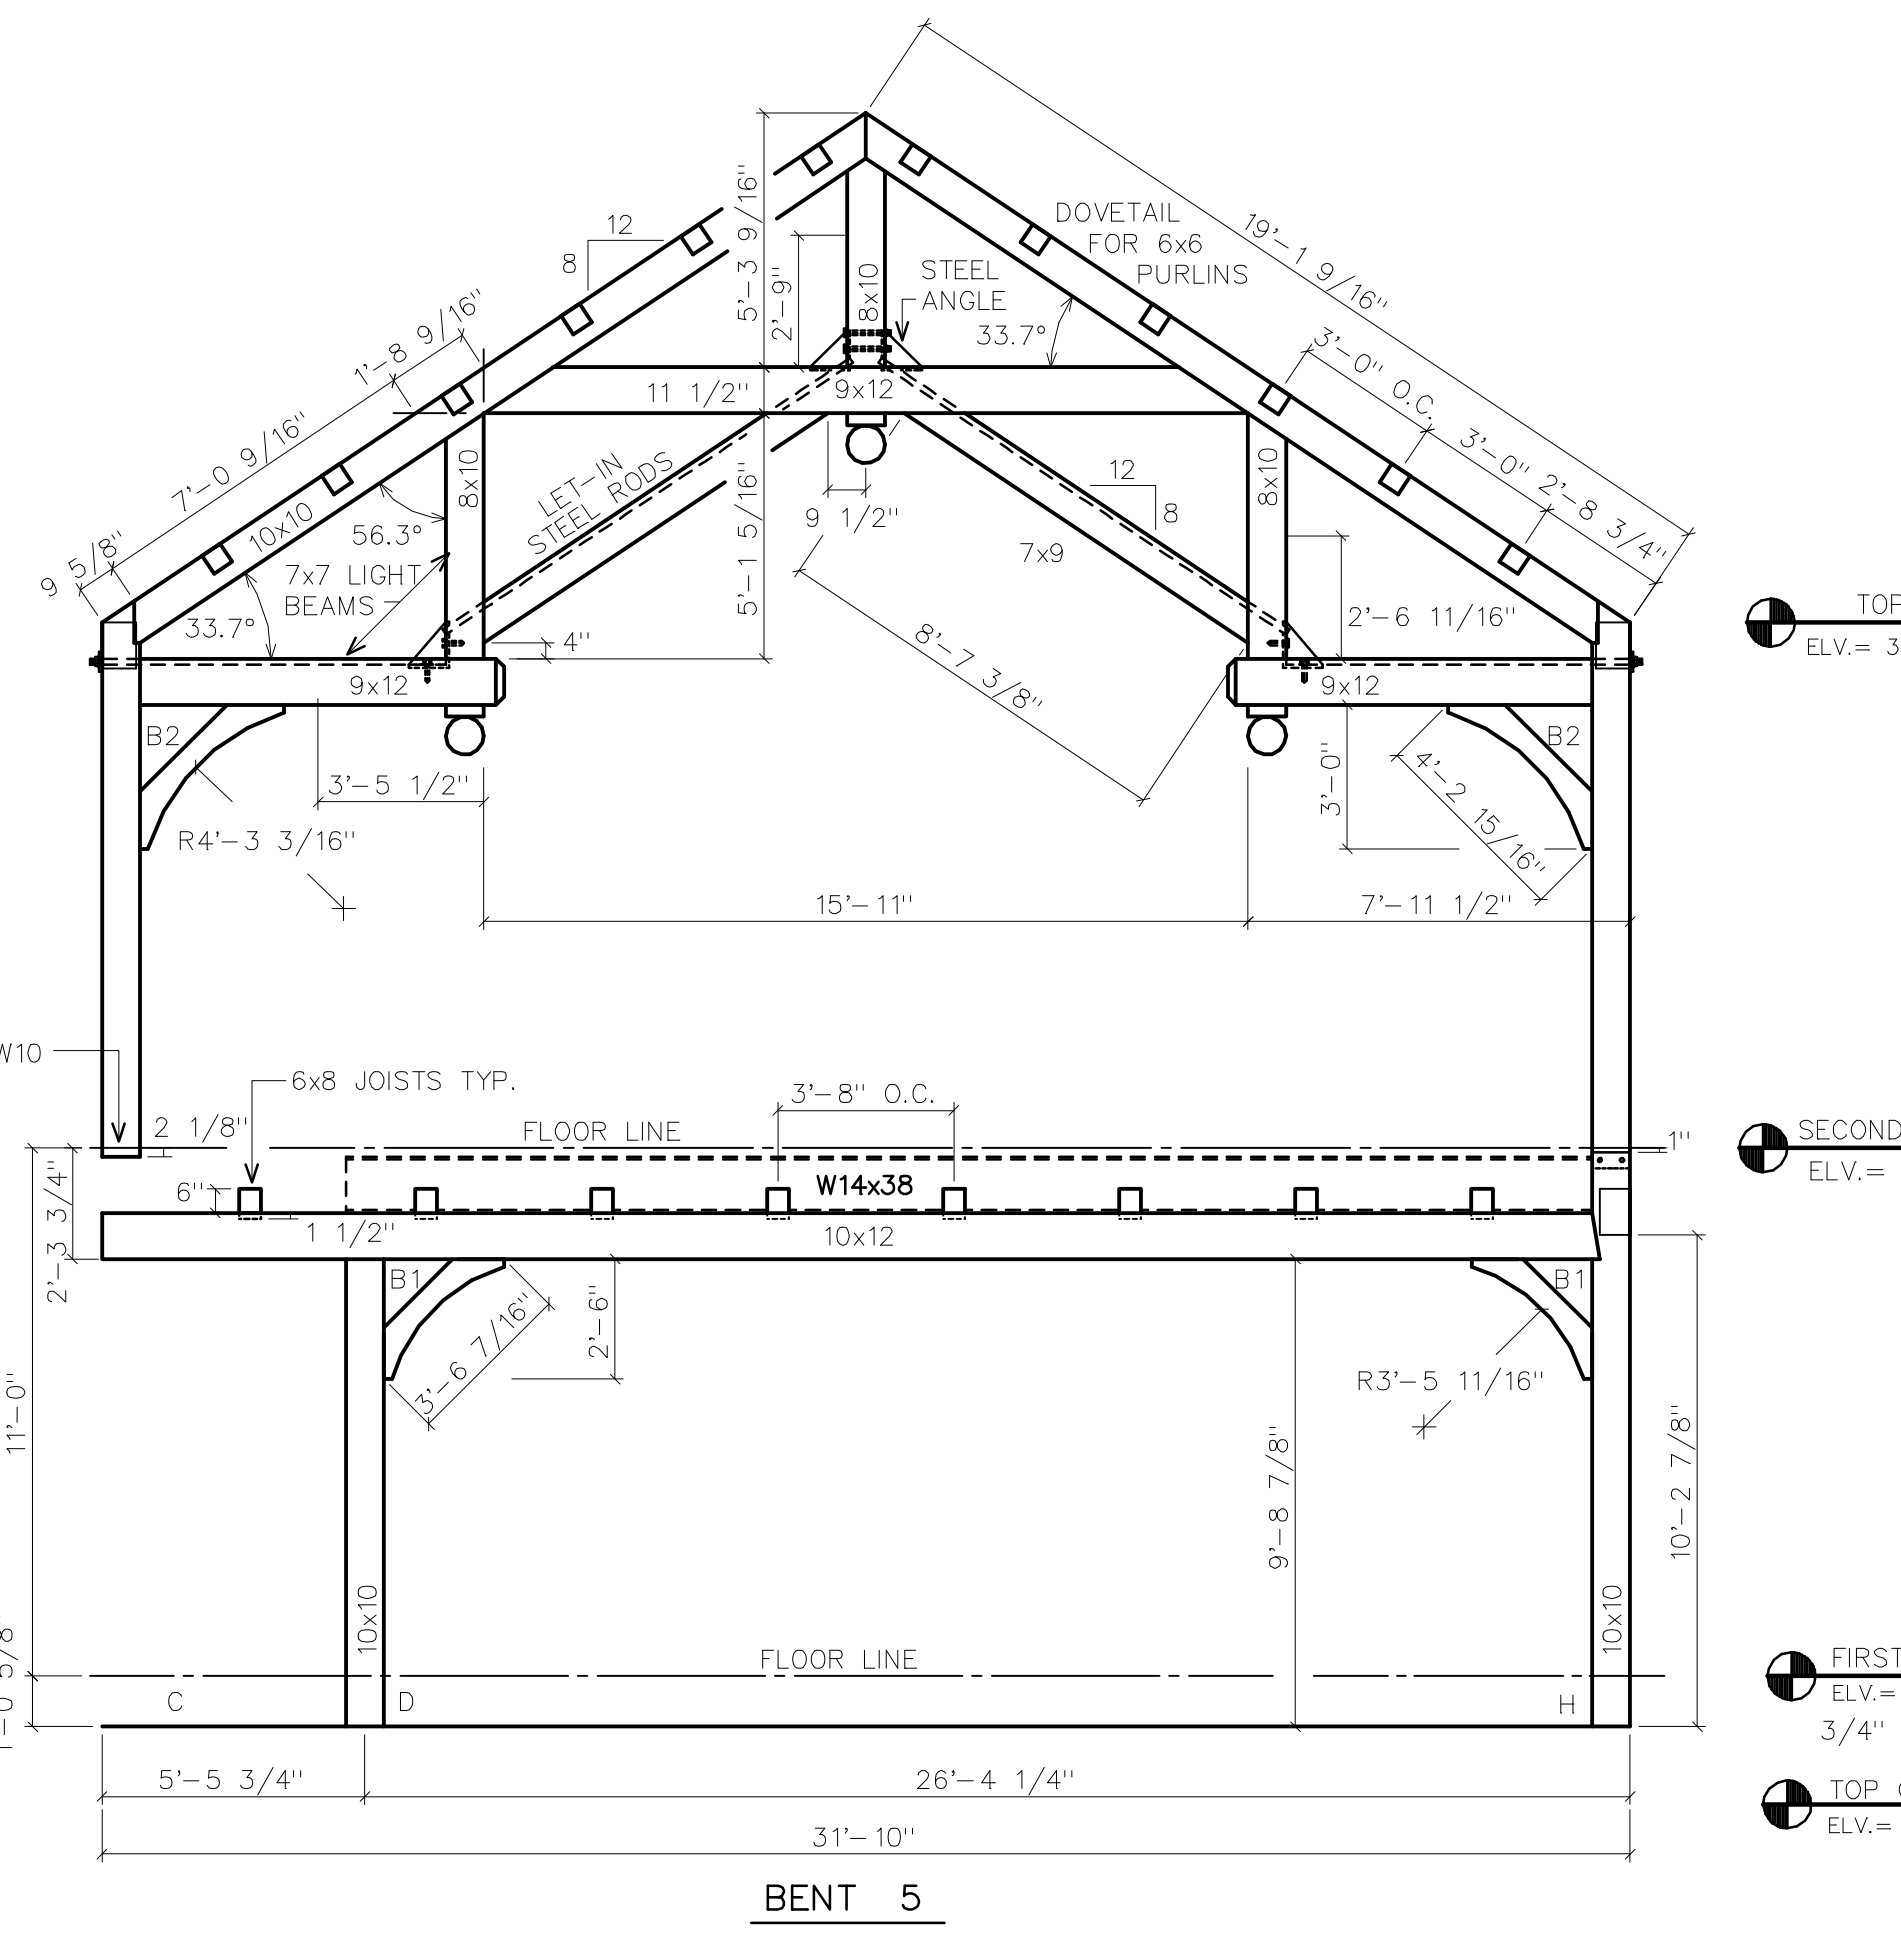 19'-1 9/16"
DOVETAIL
FOR 6x6
PURLINS
12
8
5'-3 9/16"
2'-9"
8x10
STEEL
ANGLE
33.7°
1'-8 9/16"
3'-0" O.C.
3'-0"
2'-8 3/4"
11 1/2"
9x12
7'-0 9/16"
10x10
8x10
LET-IN
STEEL RODS
56.3°
5'-1 5/16"
9 1/2"
12
8
8x10
7x9
9 5/8"
7x7 LIGHT
BEAMS
33.7°
4"
8'-7 3/8"
2'-6 11/16"
TOP
ELV.= 3
9x12
9x12
B2
B2
3'-5 1/2"
3'-0"
4'-2 15/16"
R4'-3 3/16"
15'-11"
7'-11 1/2"
W10
6x8 JOISTS TYP.
3'-8" O.C.
2 1/8"
FLOOR LINE
1"
SECOND
ELV.=
6"
W14x38
1 1/2"
10x12
2'-3 3/4"
B1
B1
3'-6 7/16"
2'-6"
R3'-5 11/16"
11'-0"
9'-8 7/8"
10'-2 7/8"
10x10
10x10
FLOOR LINE
FIRST
ELV.=
3/4"
C
D
H
5'-5 3/4"
26'-4 1/4"
TOP
ELV.=
31'-10"
BENT 5